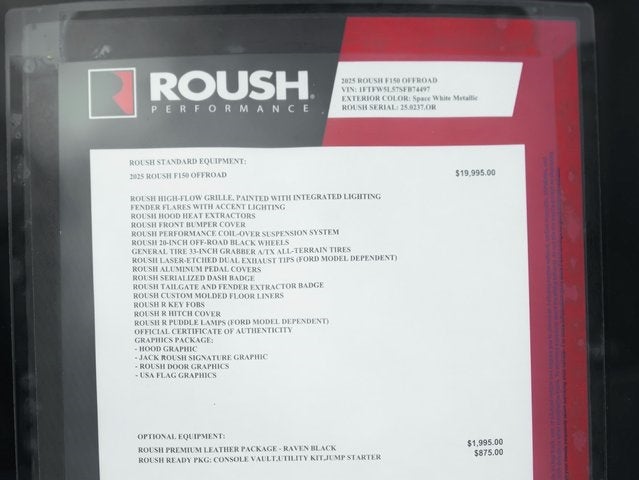 ROUSH
PERFORMANCE
2025 ROUSH F150 OFFROAD
VIN: 1FTFW5L57SFB74497
EXTERIOR COLOR: Space White Metallic
ROUSH SERIAL: 25.0237.OR
ROUSH STANDARD EQUIPMENT:
2025 ROUSH F150 OFFROAD $19,995.00
ROUSH HIGH-FLOW GRILLE, PAINTED WITH INTEGRATED LIGHTING
FENDER FLARES WITH ACCENT LIGHTING
ROUSH HOOD HEAT EXTRACTORS
ROUSH FRONT BUMPER COVER
ROUSH PERFORMANCE COIL-OVER SUSPENSION SYSTEM
ROUSH 20-INCH OFF-ROAD BLACK WHEELS
GENERAL TIRE 33-INCH GRABBER A/TX ALL-TERRAIN TIRES
ROUSH LASER-ETCHED DUAL EXHAUST TIPS (FORD MODEL DEPENDENT)
ROUSH ALUMINUM PEDAL COVERS
ROUSH SERIALIZED DASH BADGE
ROUSH TAILGATE AND FENDER EXTRACTOR BADGE
ROUSH CUSTOM MOLDED FLOOR LINERS
ROUSH R KEY FOBS
ROUSH R HITCH COVER
ROUSH R PUDDLE LAMPS (FORD MODEL DEPENDENT)
OFFICIAL CERTIFICATE OF AUTHENTICITY
GRAPHICS PACKAGE:
- HOOD GRAPHIC
- JACK ROUSH SIGNATURE GRAPHIC
- ROUSH DOOR GRAPHICS
- USA FLAG GRAPHICS
OPTIONAL EQUIPMENT:
ROUSH PREMIUM LEATHER PACKAGE - RAVEN BLACK $1,995.00
ROUSH READY PKG: CONSOLE VAULT,UTILITY KIT,JUMP STARTER $875.00